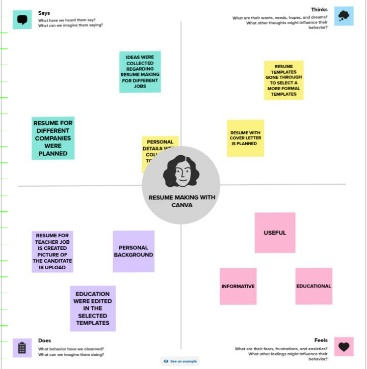 Says
What have we heard them say?
What can we imagine them saying?
Thinks
What are their wants, needs, hopes, and dreams?
What other thoughts might influence their
behavior?
IDEAS WERE
COLLECTED
REGARDING
RESUME MAKING
FOR DIFFERENT
JOBS
RESUME
TEMPLATES
GONE THROUGH
TO SELECT A
MORE FORMAL
TEMPLATES
RESUME FOR
DIFFERENT
COMPANIES
WERE
PLANNED
PERSONAL
DETAILS
RESUME WITH
COVER LETTER
IS PLANNED
RESUME MAKING WITH
CANVA
RESUME FOR
TEACHER JOB
IS CREATED
PICTURE OF
THE CANDITATE
IS UPLOAD
PERSONAL
BACKGROUND
EDUCATION
WERE EDITED
IN THE
SELECTED
TEMPLATES
USEFUL
INFORMATIVE
EDUCATIONAL
Does
What behavior have we observed?
What can we imagine them doing?
See an example
Feels
What are their fears, frustrations, and anxieties?
What other feelings might influence their
behavior?